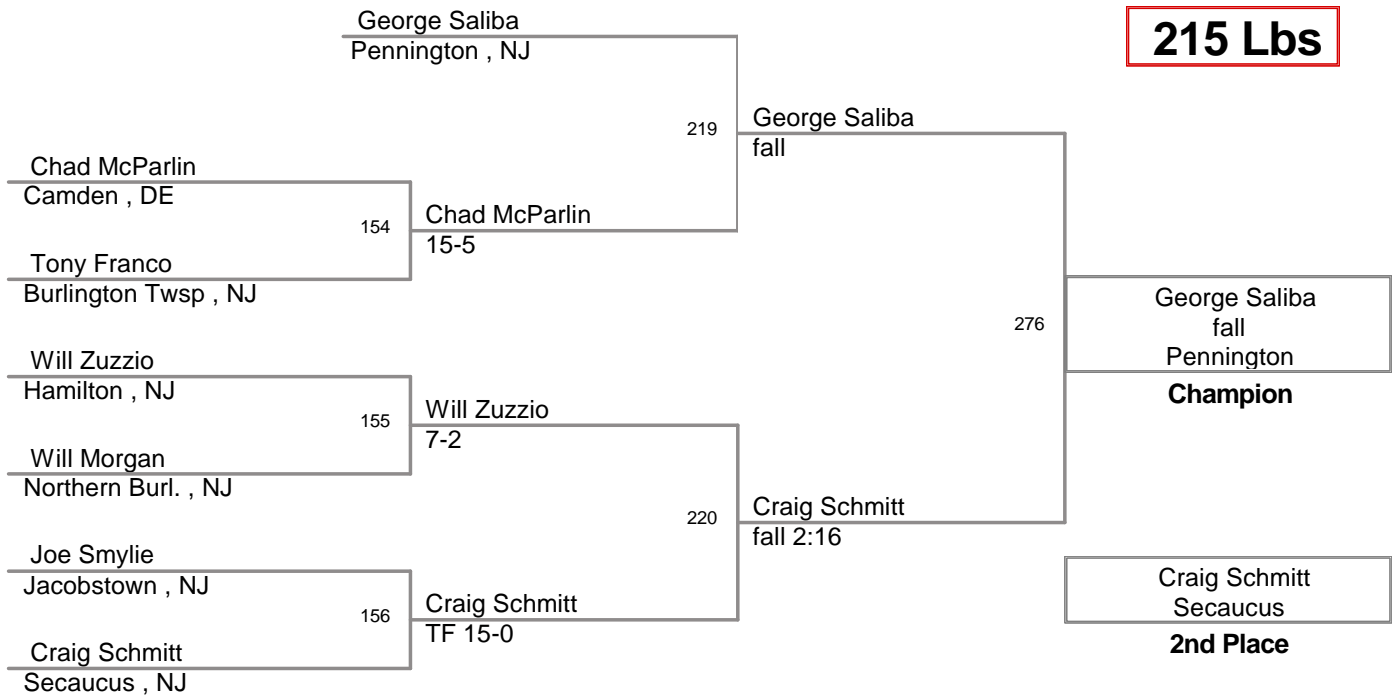 George Saliba
Pennington , NJ
215 Lbs
219
George Saliba
fall
Chad McParlin
Camden , DE
154
Chad McParlin
15-5
Tony Franco
Burlington Twsp , NJ
276
George Saliba
fall
Pennington
Champion
Will Zuzzio
Hamilton , NJ
155
Will Zuzzio
7-2
Will Morgan
Northern Burl. , NJ
220
Craig Schmitt
fall 2:16
Joe Smylie
Jacobstown , NJ
156
Craig Schmitt
TF 15-0
Craig Schmitt
Secaucus , NJ
Craig Schmitt
Secaucus
2nd Place